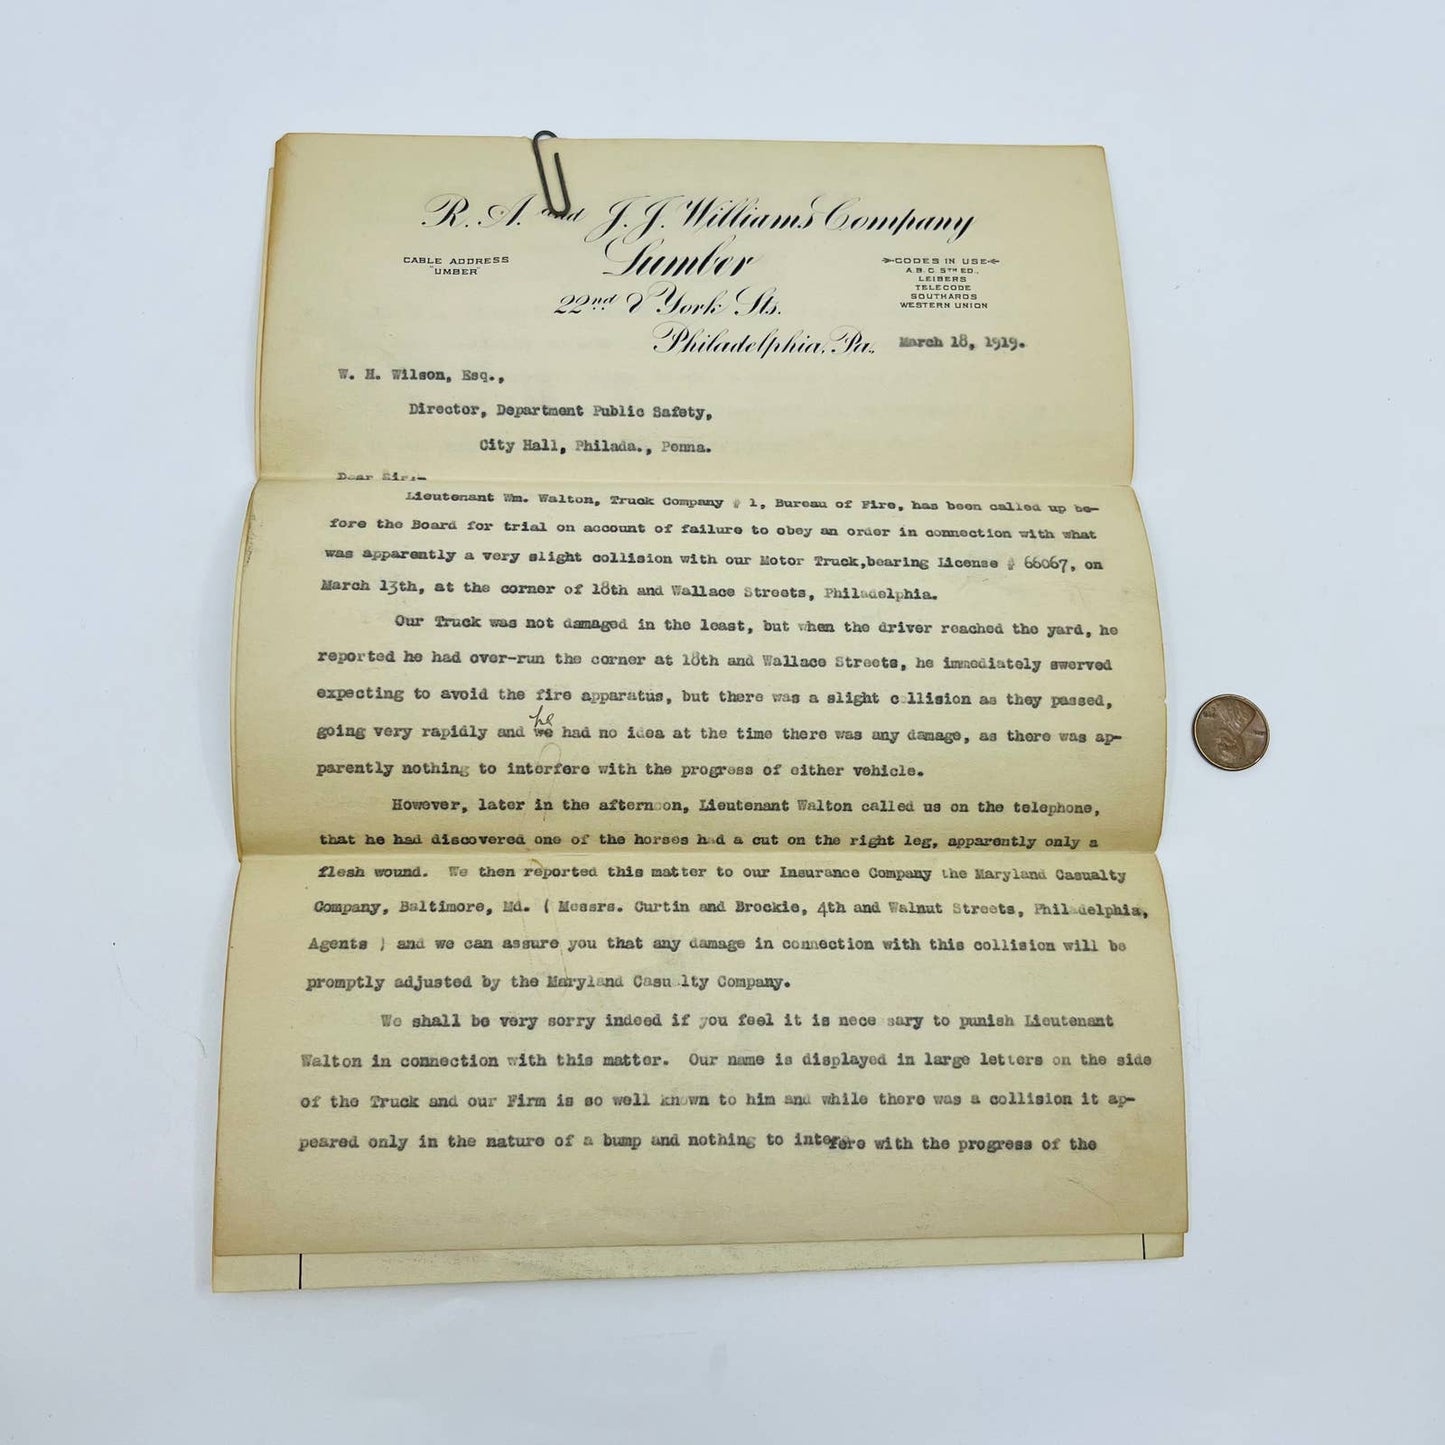 R. A. and J. J. Williams Company
Lumber
CABLE ADDRESS
"UMBER"
CODES IN USE
A.B.C 5TH ED.,
LEIBERS
TELECODE
SOUTHARDS
WESTERN UNION
22nd & York Sts.
Philadelphia, Pa., March 18, 1919.
W. H. Wilson, Esq.,
Director, Department Public Safety,
City Hall, Philada., Penna.
Dear Sir:-
Lieutenant Wm. Walton, Truck Company # 1, Bureau of Fire, has been called up be-
fore the Board for trial on account of failure to obey an order in connection with what
was apparently a very slight collision with our Motor Truck,bearing License # 66067, on
March 13th, at the corner of 18th and Wallace Streets, Philadelphia.
Our Truck was not damaged in the least, but when the driver reached the yard, he
reported he had over-run the corner at 18th and Wallace Streets, he immediately swerved
expecting to avoid the fire apparatus, but there was a slight collision as they passed,
he
going very rapidly and we had no idea at the time there was any damage, as there was ap-
parently nothing to interfere with the progress of either vehicle.
However, later in the afternoon, Lieutenant Walton called us on the telephone,
that he had discovered one of the horses had a cut on the right leg, apparently only a
flesh wound. We then reported this matter to our Insurance Company the Maryland Casualty
Company, Baltimore, Md. ( Messrs. Curtin and Brockie, 4th and Walnut Streets, Philadelphia,
Agents ) and we can assure you that any damage in connection with this collision will be
promptly adjusted by the Maryland Casualty Company.
We shall be very sorry indeed if you feel it is necessary to punish Lieutenant
Walton in connection with this matter. Our name is displayed in large letters on the side
of the Truck and our Firm is so well known to him and while there was a collision it ap-
peared only in the nature of a bump and nothing to interfere with the progress of the